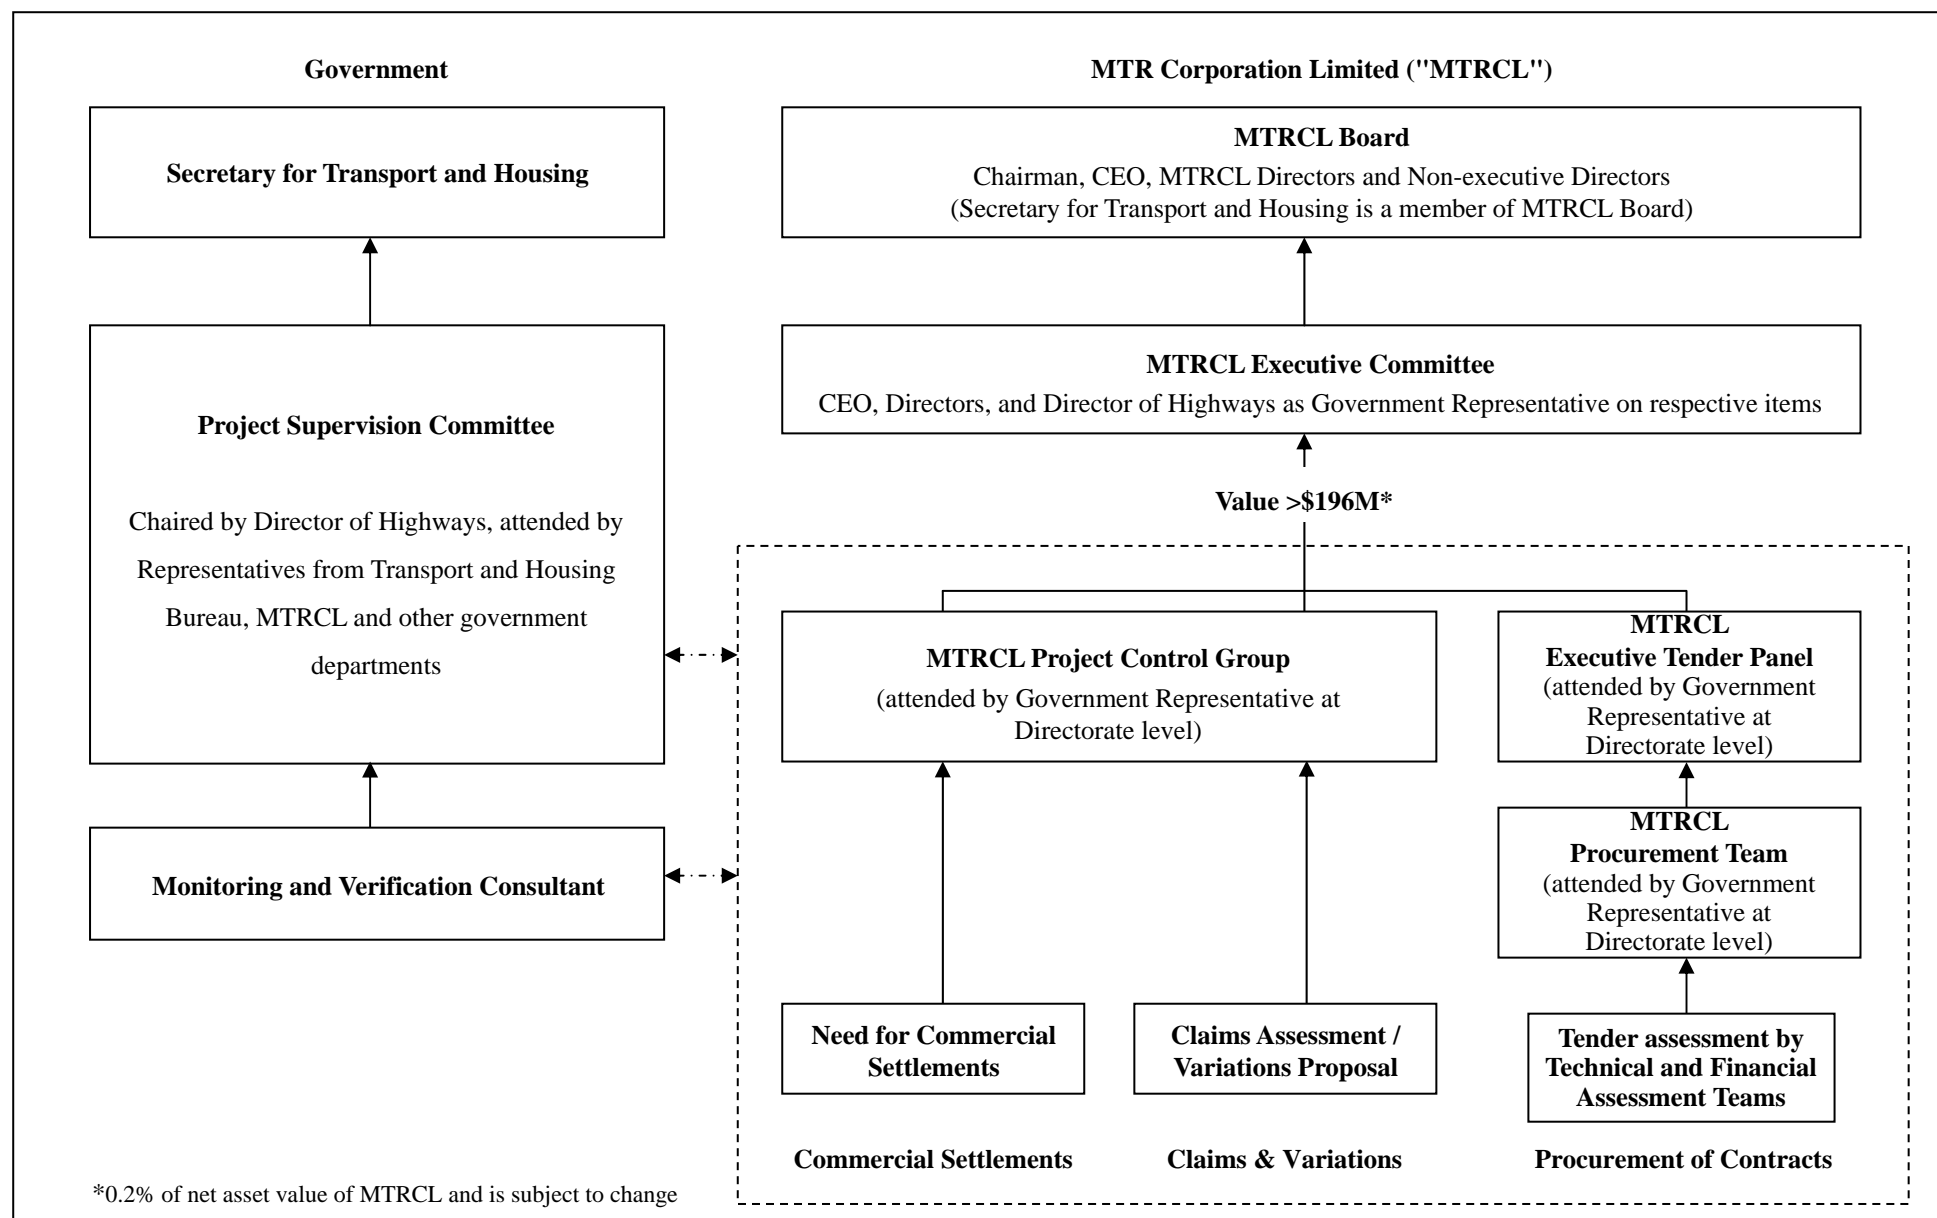 Government
Secretary for Transport and Housing
Project Supervision Committee
Chaired by Director of Highways, attended by
Representatives from Transport and Housing
Bureau, MTRCL and other government
departments
Monitoring and Verification Consultant
*0.2% of net asset value of MTRCL and is subject to change
MTR Corporation Limited ("MTRCL")
MTRCL Board
Chairman, CEO, MTRCL Directors and Non-executive Directors
(Secretary for Transport and Housing is a member of MTRCL Board)
MTRCL Executive Committee
CEO, Directors, and Director of Highways as Government Representative on respective items
Value >$196M*
MTRCL Project Control Group
(attended by Government Representative at
Directorate level)
MTRCL
Executive Tender Panel
(attended by Government
Representative at
Directorate level)
MTRCL
Procurement Team
(attended by Government
Representative at
Directorate level)
Need for Commercial
Settlements
Claims Assessment /
Variations Proposal
Tender assessment by
Technical and Financial
Assessment Teams
Commercial Settlements
Claims & Variations
Procurement of Contracts